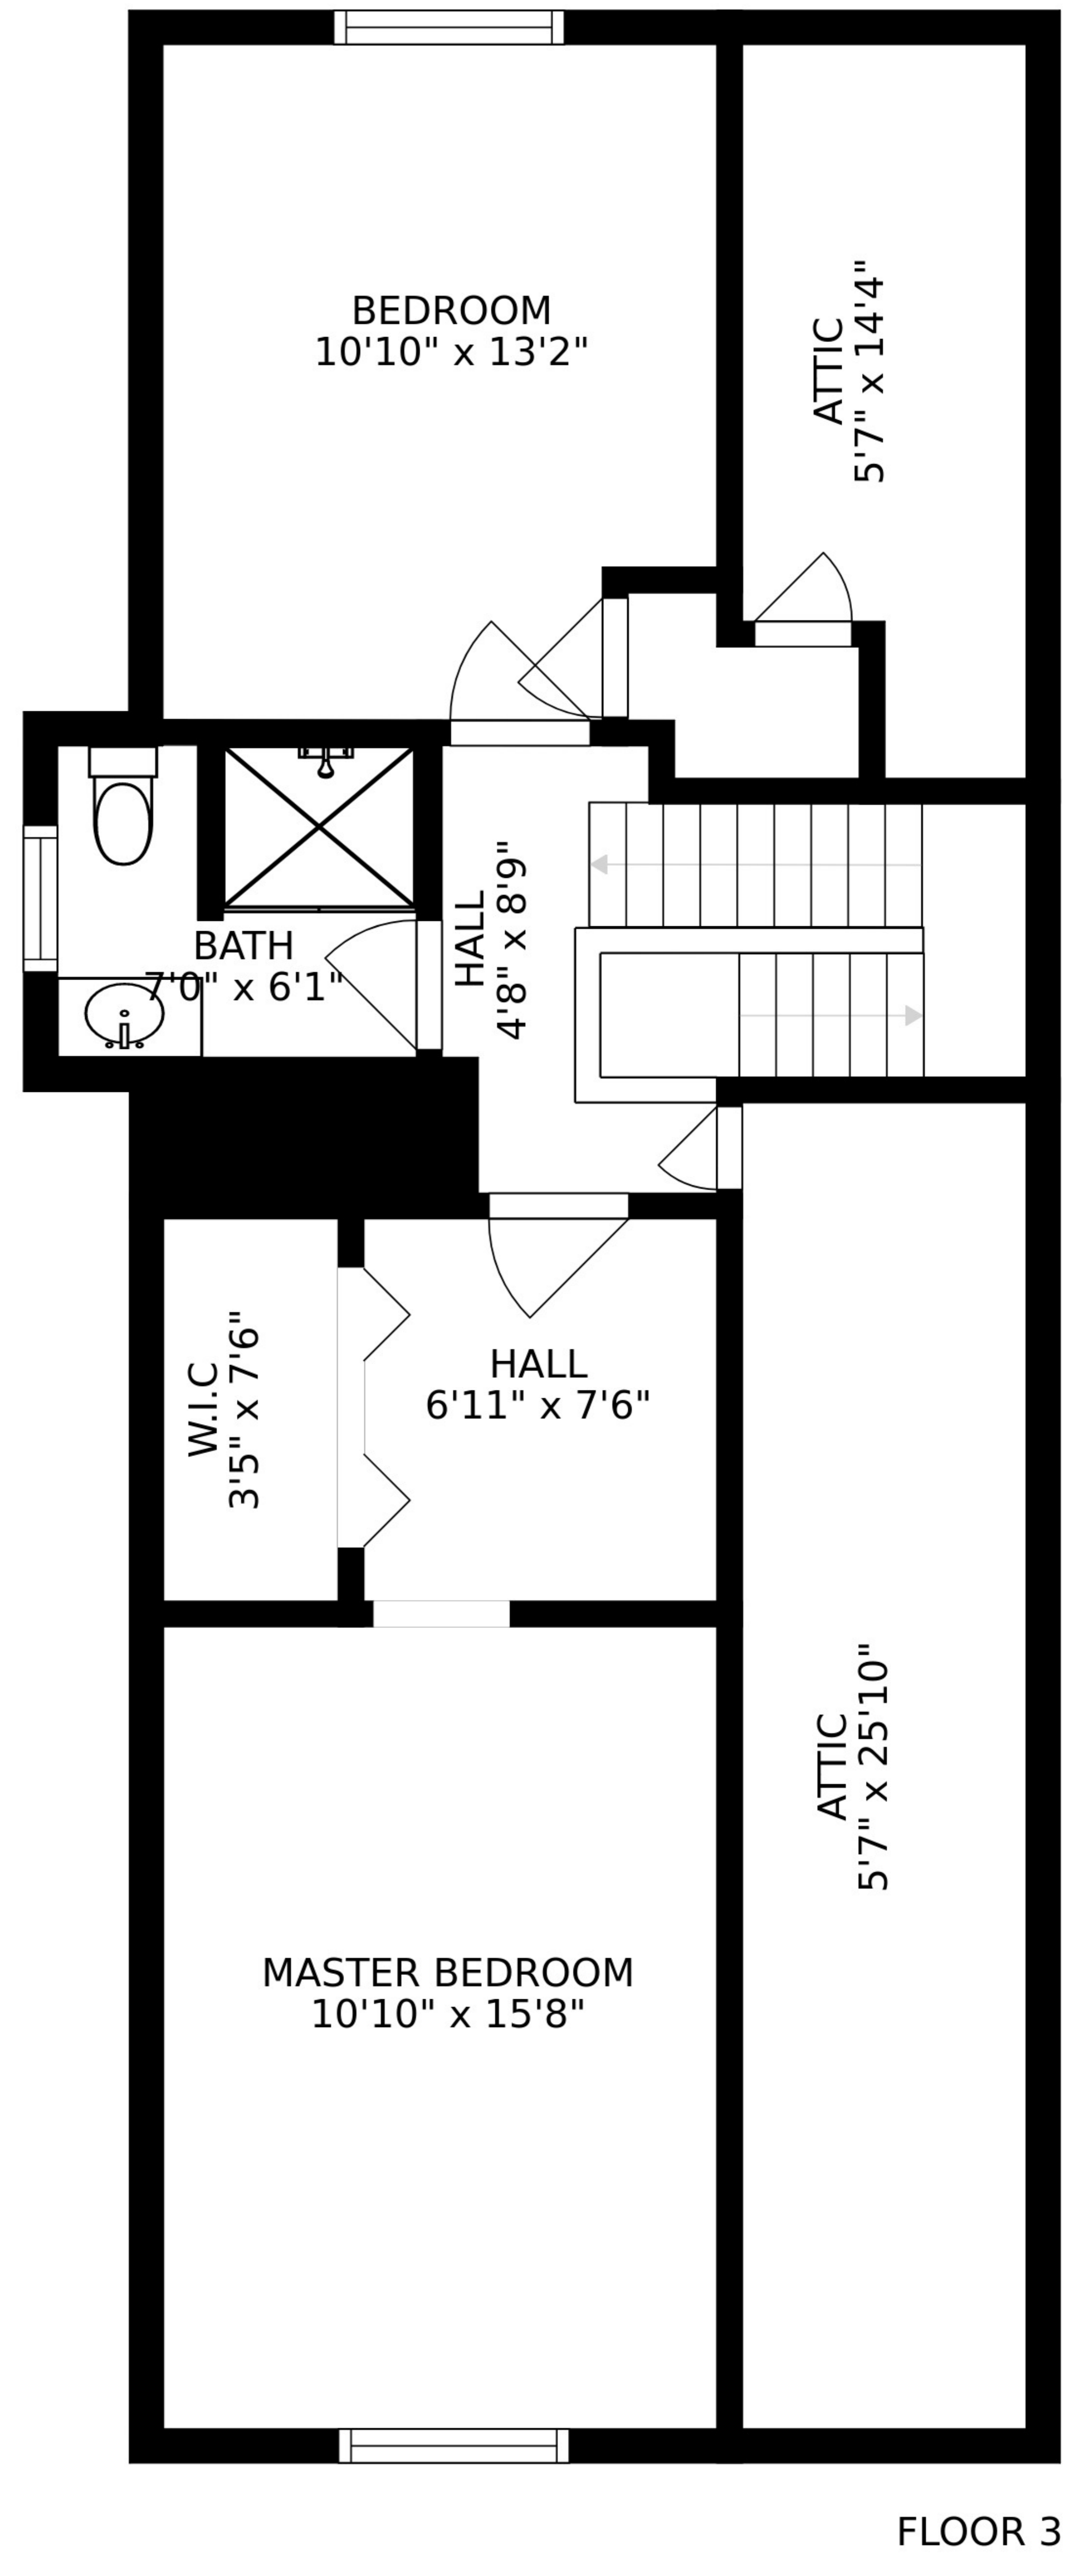 BEDROOM
10'10" x 13'2"
ATTIC
5'7" x 14'4"
BATH
7'0" x 6'1"
HALL
4'8" x 8'9"
W.I.C
3'5" x 7'6"
HALL
6'11" x 7'6"
ATTIC
5'7" x 25'10"
MASTER BEDROOM
10'10" x 15'8"
FLOOR 3